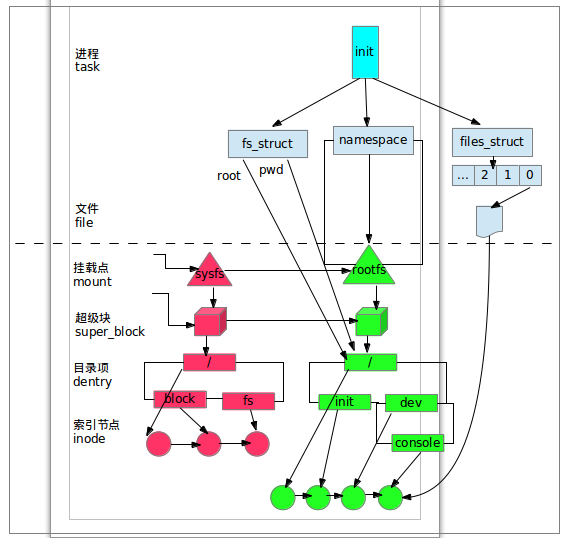 进程
task
init
fs_struct
namespace
files_struct
root
pwd
... 2 1 0
文件
file
挂载点
mount
sysfs
rootfs
超级块
super_block
目录项
dentry
/
/
block
fs
init
dev
索引节点
inode
console